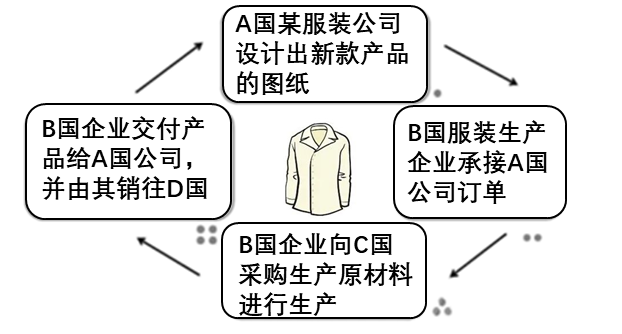 A国某服装公司
设计出新款产品
的图纸
B国服装生产
企业承接A国
公司订单
B国企业向C国
采购生产原材料
进行生产
B国企业交付产
品给A国公司，
并由其销往D国